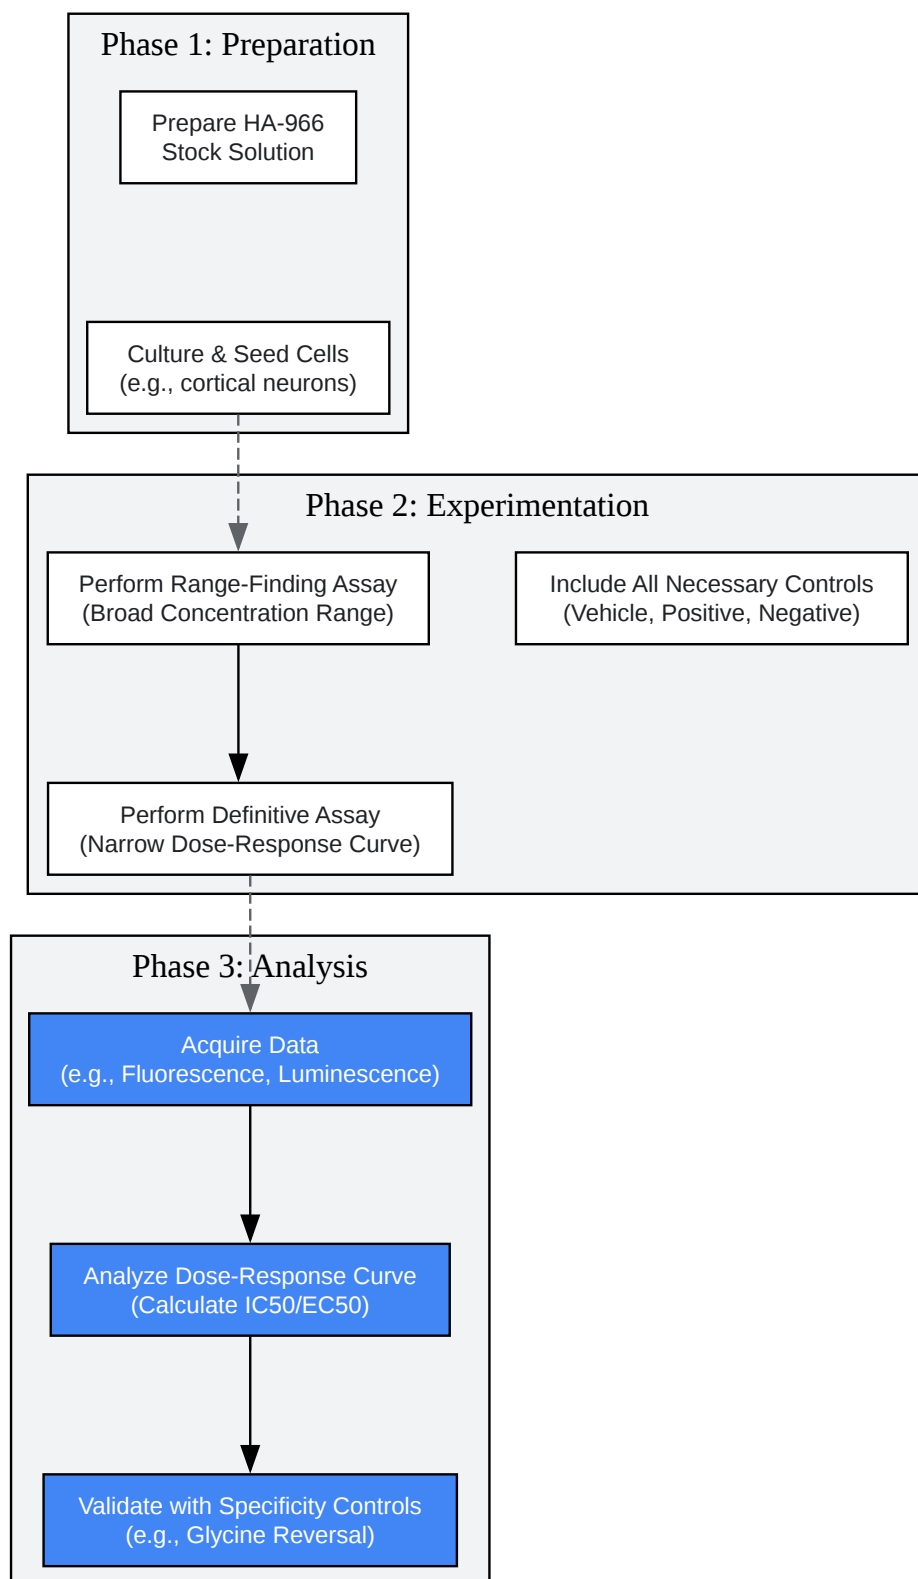 Phase 1: Preparation
Prepare HA-966
Stock Solution
Culture & Seed Cells
(e.g., cortical neurons)
Phase 2: Experimentation
Perform Range-Finding Assay
(Broad Concentration Range)
Include All Necessary Controls
(Vehicle, Positive, Negative)
Perform Definitive Assay
(Narrow Dose-Response Curve)
Phase 3: Analysis
Acquire Data
(e.g., Fluorescence, Luminescence)
Analyze Dose-Response Curve
(Calculate IC50/EC50)
Validate with Specificity Controls
(e.g., Glycine Reversal)